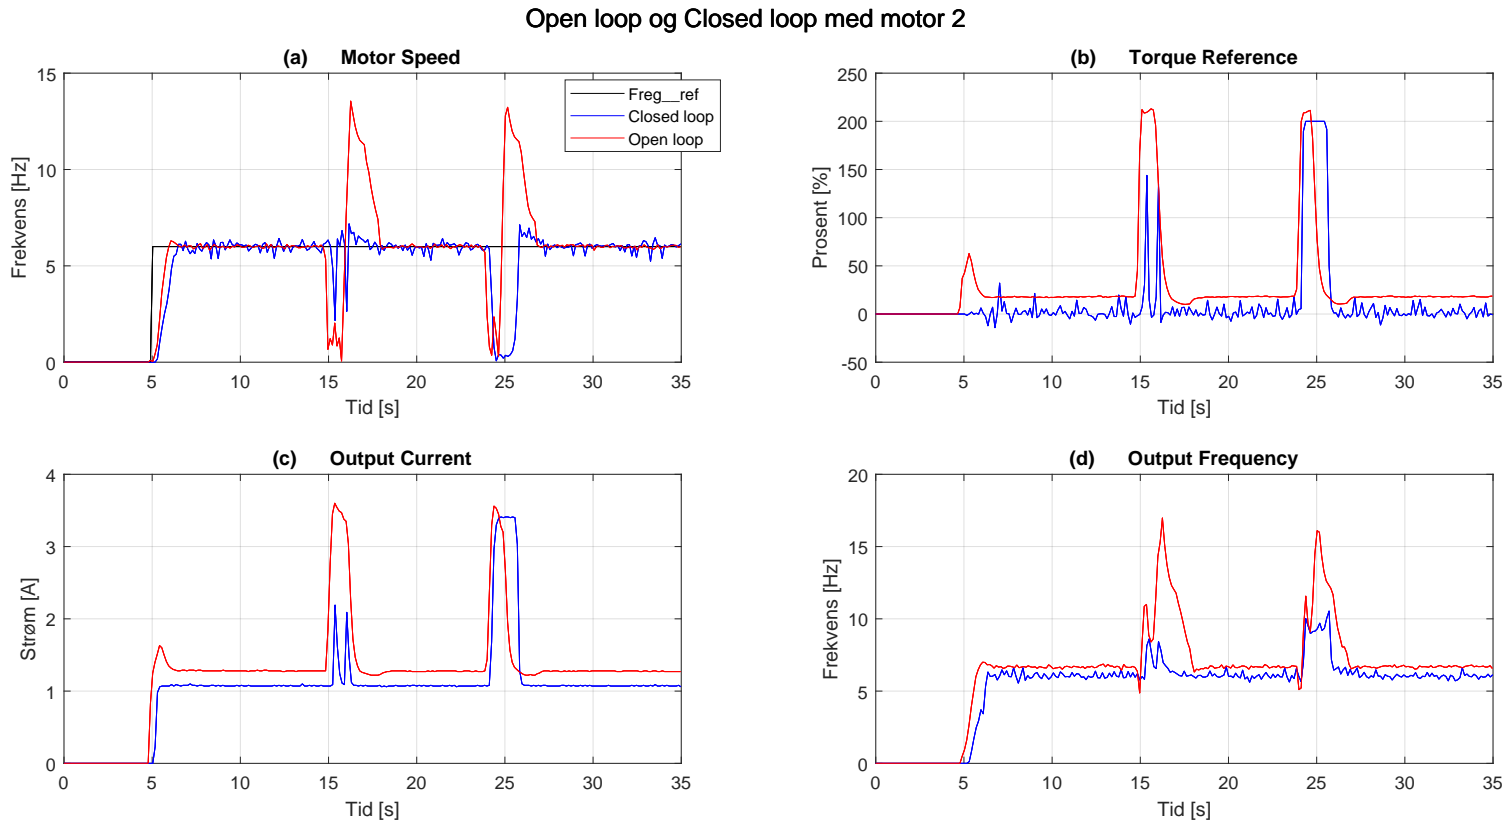 Open loop og Closed loop med motor 2
(a) Motor Speed
15
10
5
0
Frekvens [Hz]
0 5 10 15 20 25 30 35
Tid [s]
Freg__ref
Closed loop
Open loop
(b) Torque Reference
250
200
150
100
50
0
-50
Prosent [%]
0 5 10 15 20 25 30 35
Tid [s]
(c) Output Current
4
3
2
1
0
Strøm [A]
0 5 10 15 20 25 30 35
Tid [s]
(d) Output Frequency
20
15
10
5
0
Frekvens [Hz]
0 5 10 15 20 25 30 35
Tid [s]